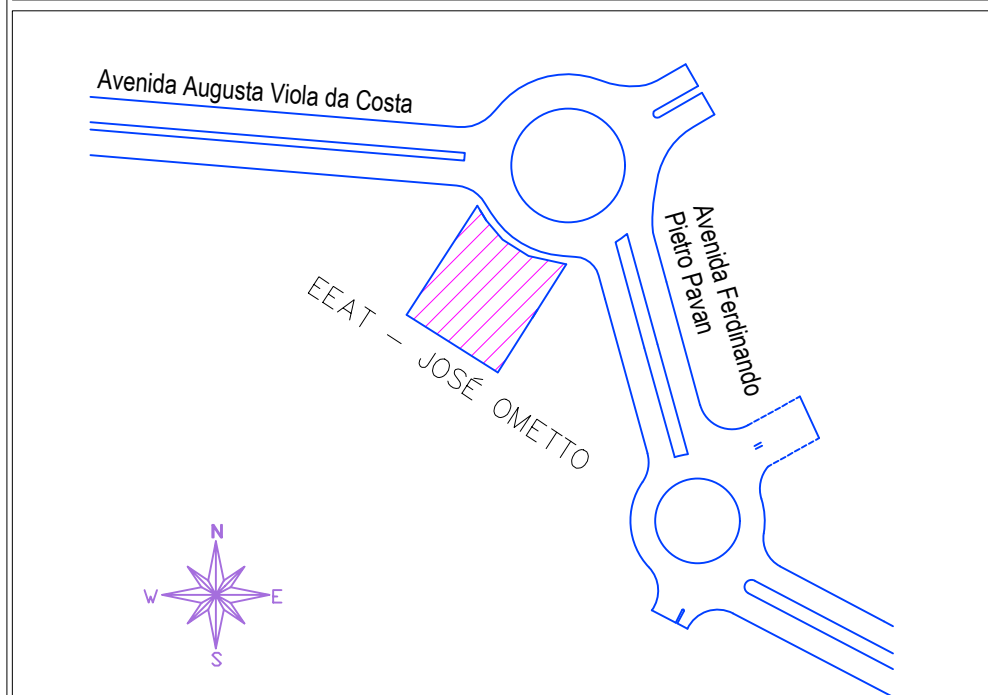 Avenida Augusta Viola da Costa
Avenida Ferdinando
Pietro Pavan
EEAT - JOSÉ OMETTO
N
W E
S